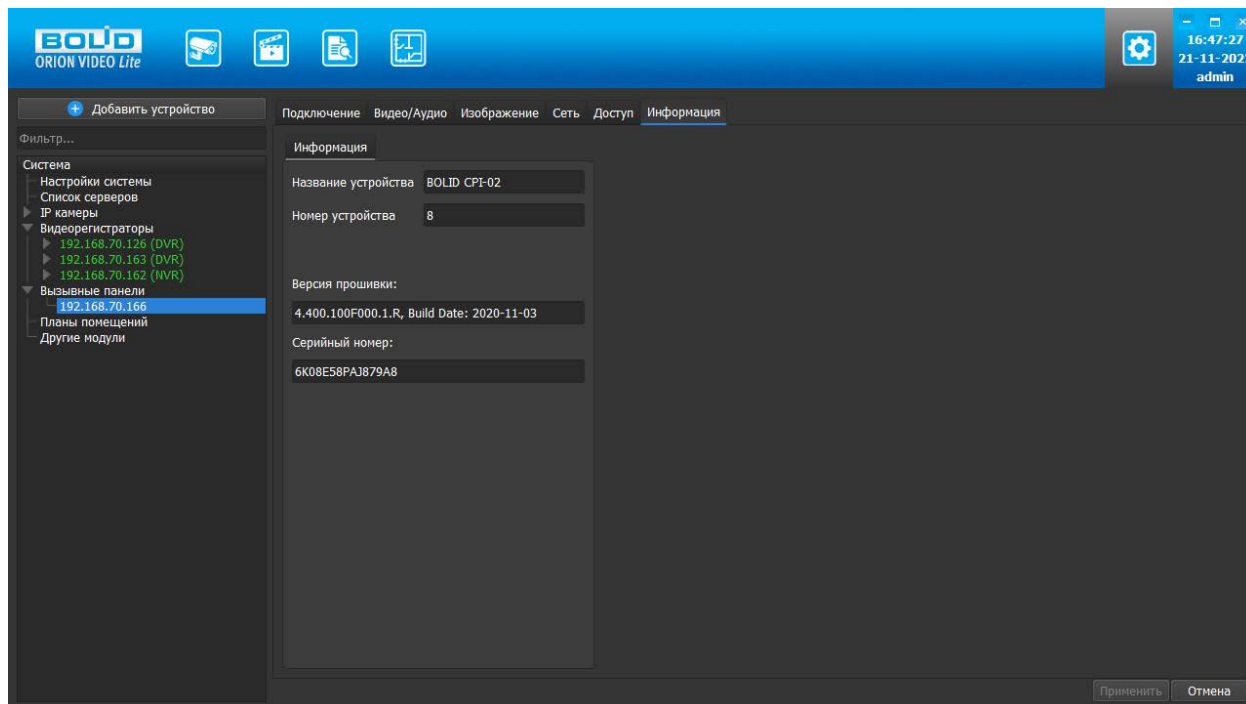 BOLID
ORION VIDEO Lite
16:47:27
21-11-202
admin
Добавить устройство
Фильтр...
Система
Настройки системы
Список серверов
IP камеры
Видеорегистраторы
192.168.70.126 (DVR)
192.168.70.163 (DVR)
192.168.70.162 (NVR)
Вызывные панели
192.168.70.166
Планы помещений
Другие модули
Подключение Видео/Аудио Изображение Сеть Доступ Информация
Информация
Название устройства BOLID CPI-02
Номер устройства 8
Версия прошивки:
4.400.100F000.1.R, Build Date: 2020-11-03
Серийный номер:
6K08E58PAJ879A8
Применить Отмена